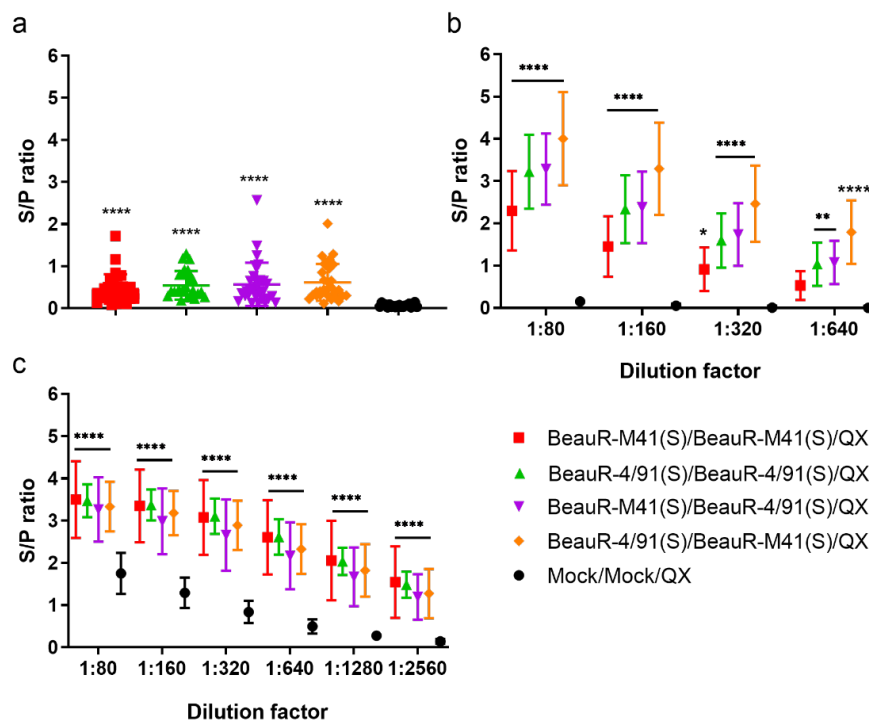 a
S/P ratio
6
5
4
3
2
1
0
****
****
****
****
b
S/P ratio
6
5
4
3
2
1
0
****
****
*
****
**
****
1:80 1:160 1:320 1:640
Dilution factor
c
S/P ratio
6
5
4
3
2
1
0
****
****
****
****
****
****
1:80 1:160 1:320 1:640 1:1280 1:2560
Dilution factor
BeauR-M41(S)/BeauR-M41(S)/QX
BeauR-4/91(S)/BeauR-4/91(S)/QX
BeauR-M41(S)/BeauR-4/91(S)/QX
BeauR-4/91(S)/BeauR-M41(S)/QX
Mock/Mock/QX